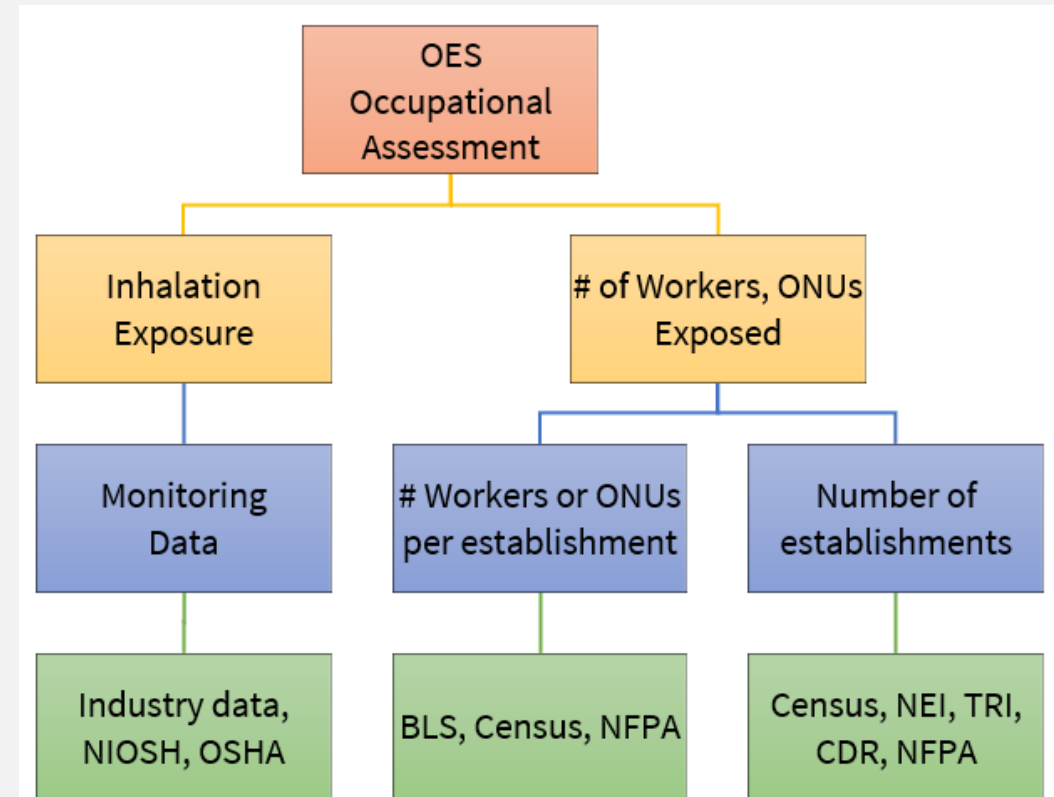 OES
Occupational
Assessment
Inhalation
Exposure
# of Workers, ONUs
Exposed
Monitoring
Data
# Workers or ONUs
per establishment
Number of
establishments
Industry data,
NIOSH, OSHA
BLS, Census, NFPA
Census, NEI, TRI,
CDR, NFPA